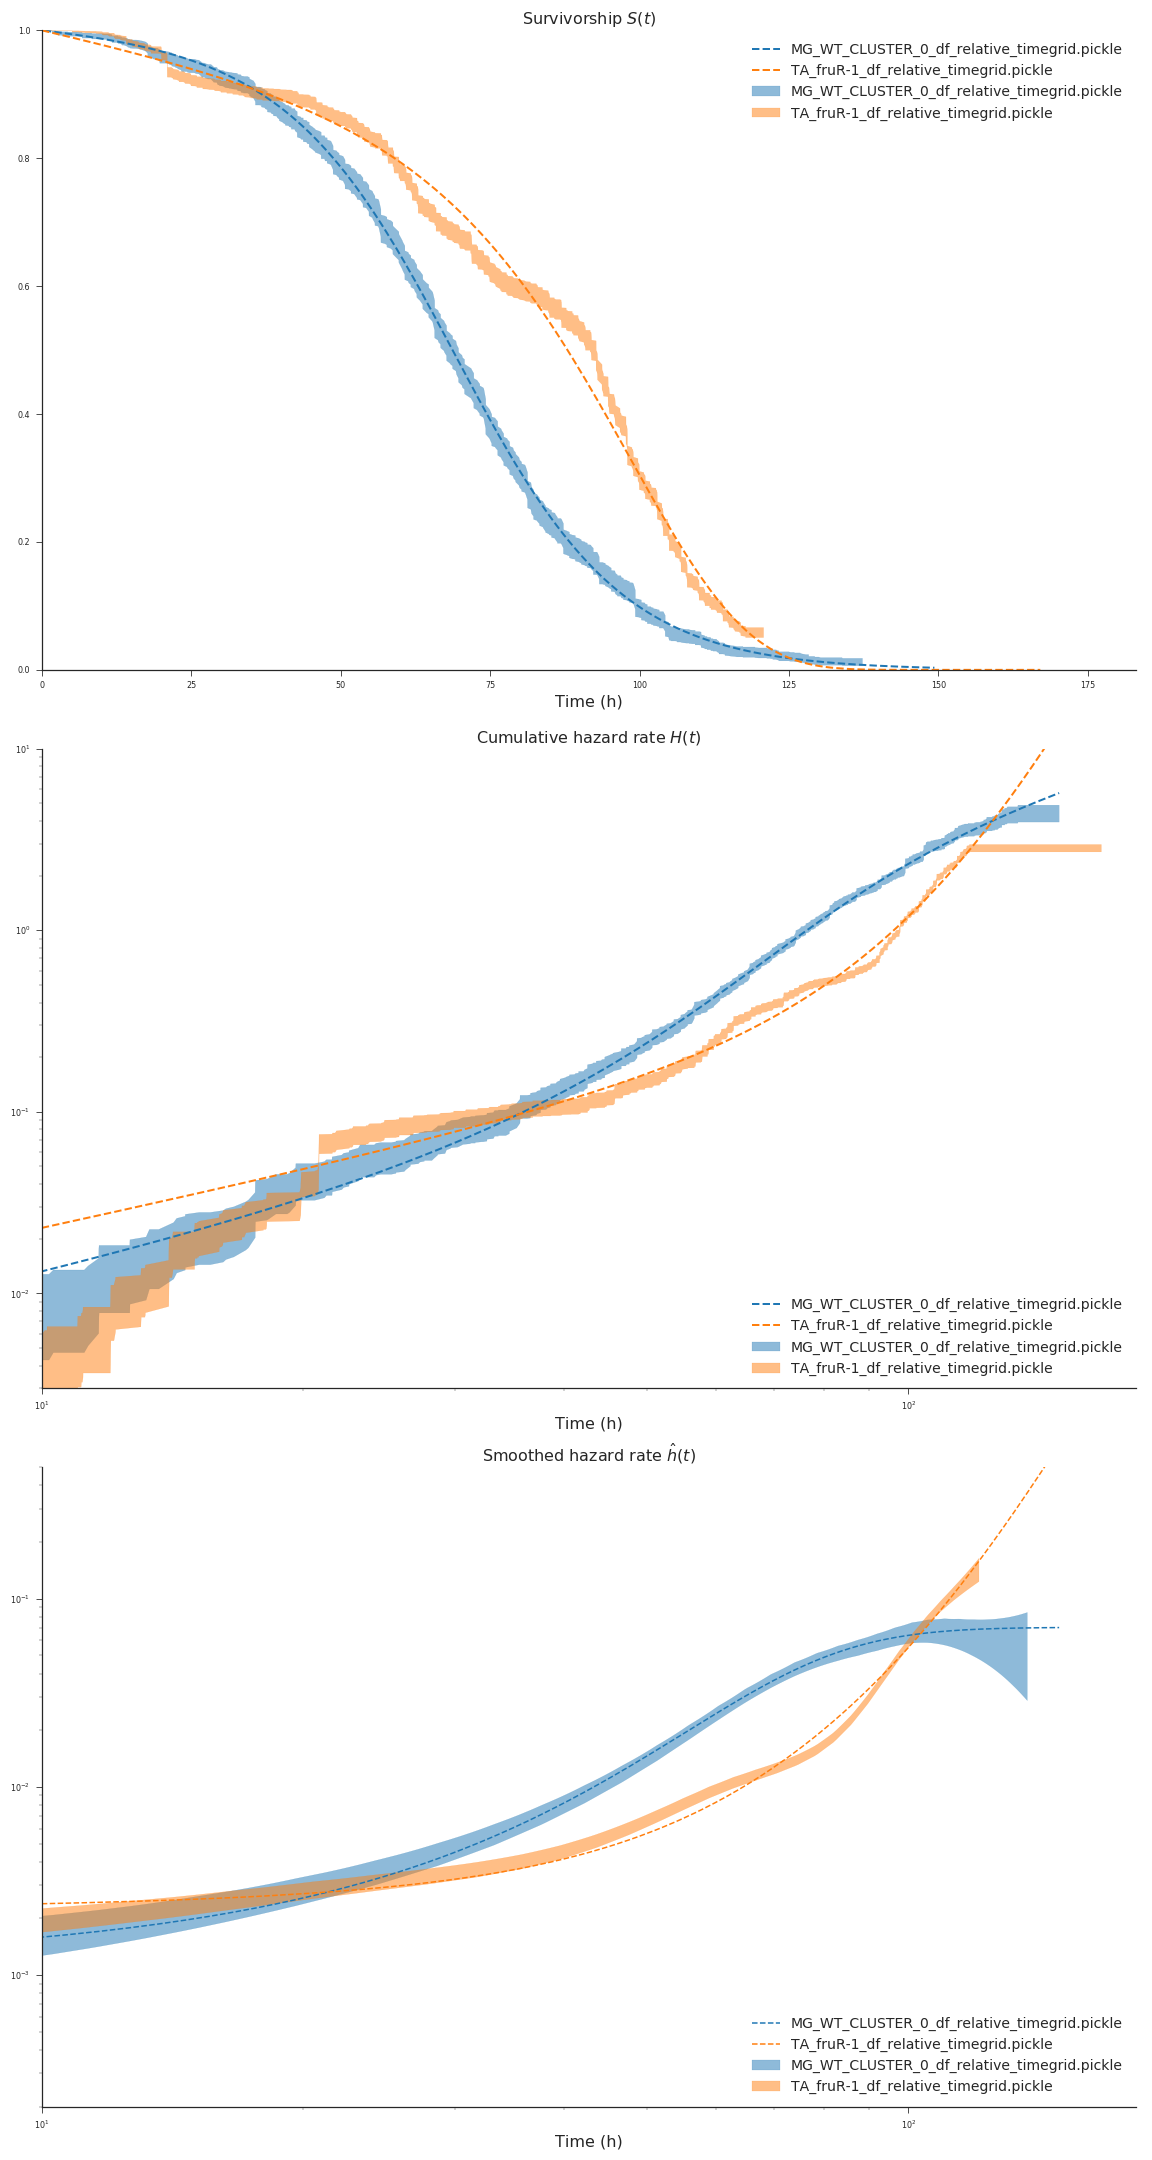 Survivorship S(t)
1.0
0.8
0.6
0.4
0.2
0.0
MG_WT_CLUSTER_0_df_relative_timegrid.pickle
TA_fruR-1_df_relative_timegrid.pickle
MG_WT_CLUSTER_0_df_relative_timegrid.pickle
TA_fruR-1_df_relative_timegrid.pickle
0 25 50 75 100 125 150 175
Time (h)
Cumulative hazard rate H(t)
10¹
10⁰
10⁻¹
10⁻²
MG_WT_CLUSTER_0_df_relative_timegrid.pickle
TA_fruR-1_df_relative_timegrid.pickle
MG_WT_CLUSTER_0_df_relative_timegrid.pickle
TA_fruR-1_df_relative_timegrid.pickle
10¹ 10²
Time (h)
Smoothed hazard rate ĥ(t)
10⁻¹
10⁻²
10⁻³
MG_WT_CLUSTER_0_df_relative_timegrid.pickle
TA_fruR-1_df_relative_timegrid.pickle
MG_WT_CLUSTER_0_df_relative_timegrid.pickle
TA_fruR-1_df_relative_timegrid.pickle
10¹ 10²
Time (h)